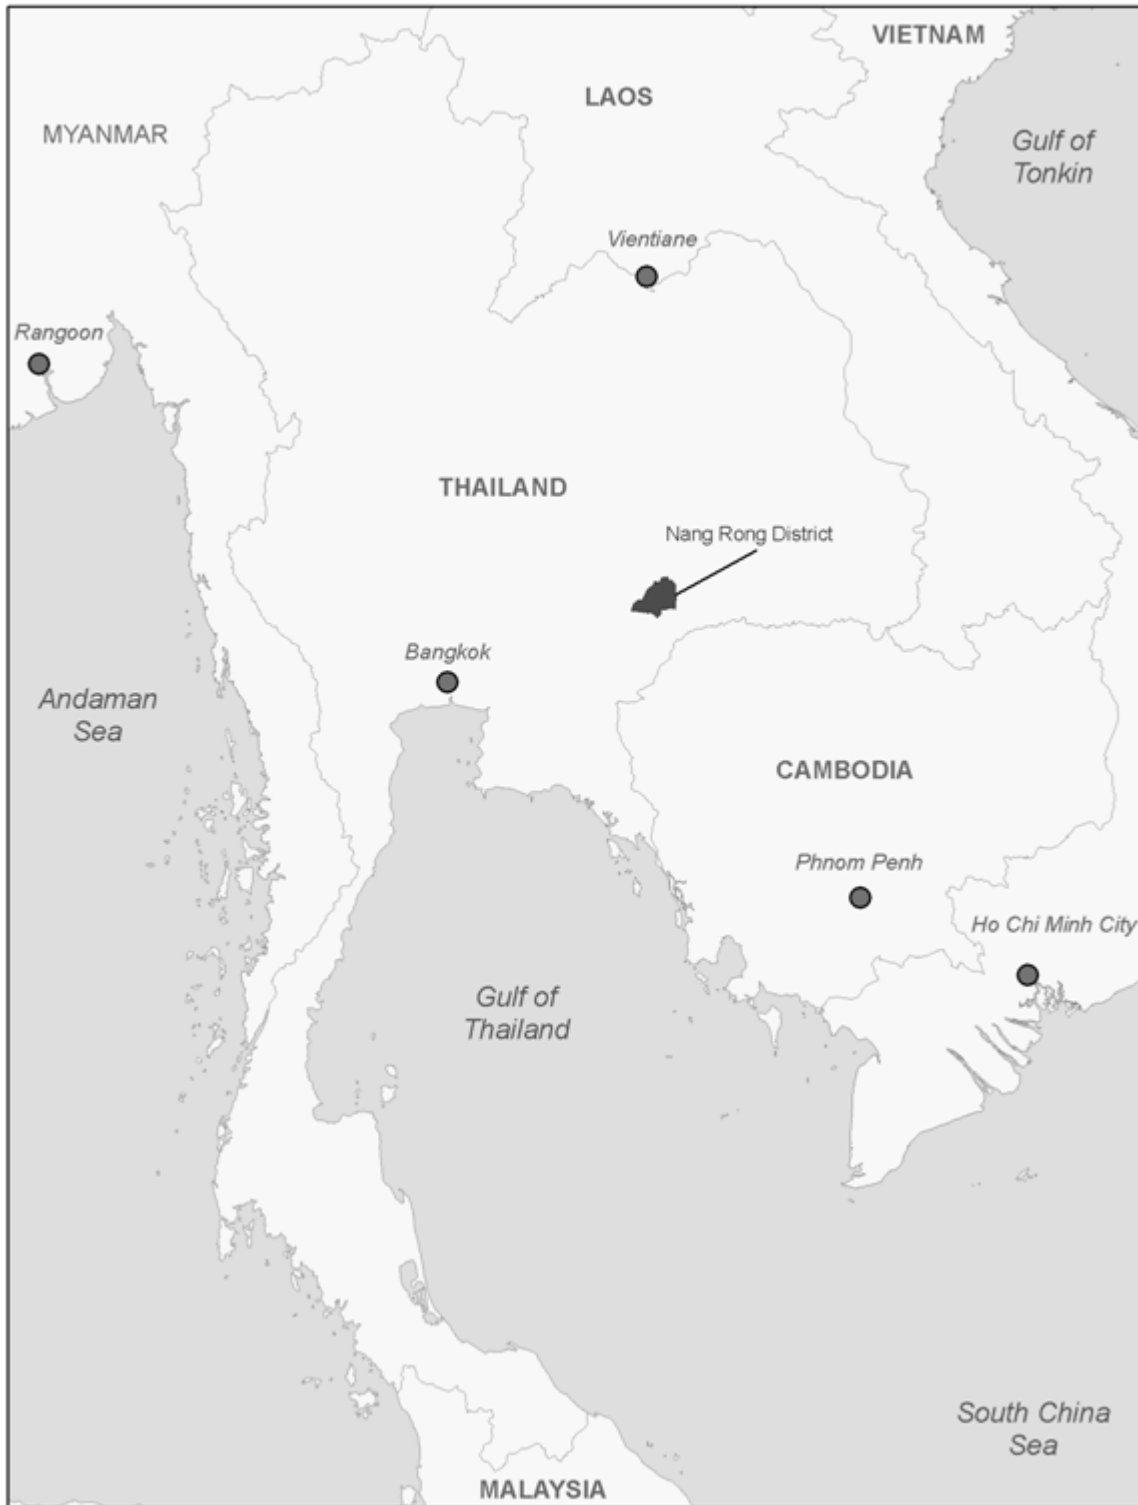 VIETNAM
LAOS
MYANMAR
Gulf of
Tonkin
Vientiane
Rangoon
THAILAND
Nang Rong District
Bangkok
Andaman
Sea
CAMBODIA
Phnom Penh
Ho Chi Minh City
Gulf of
Thailand
South China
Sea
MALAYSIA